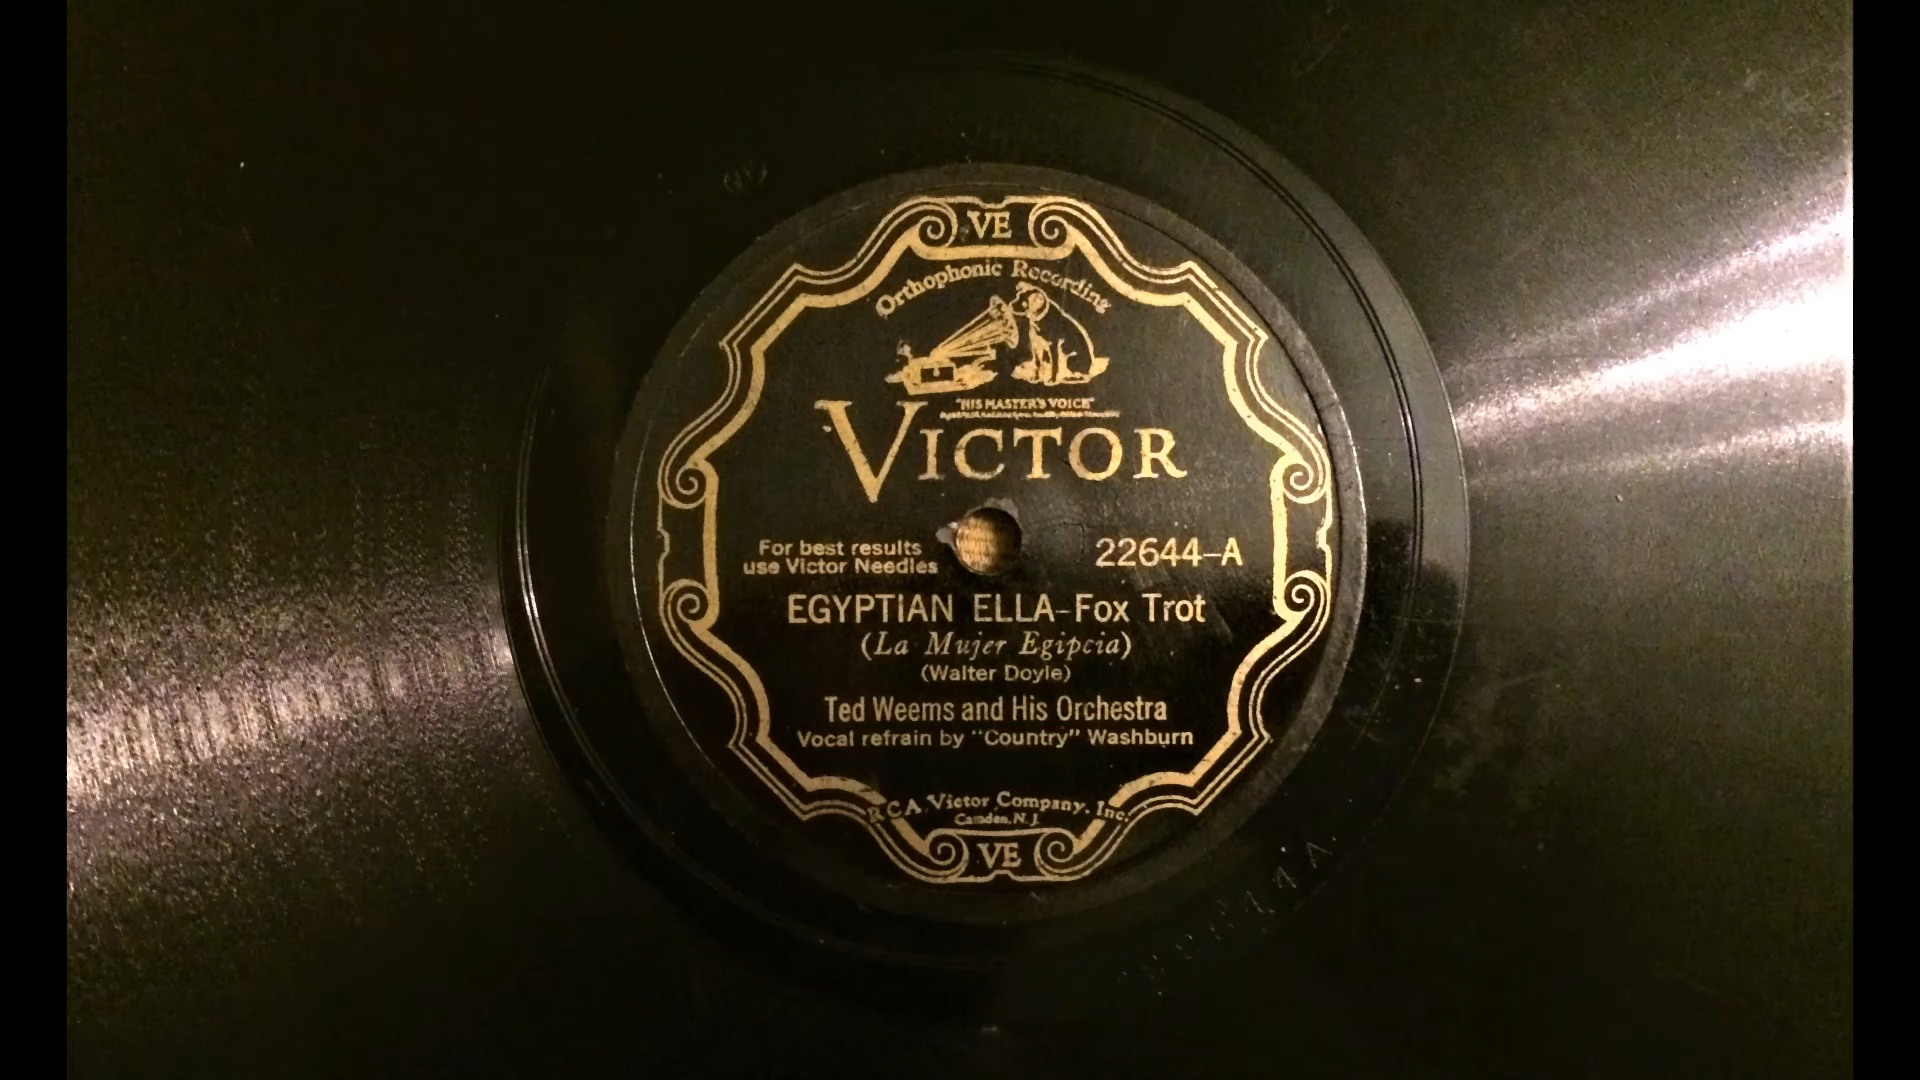 VE
Orthophonic Recording
"HIS MASTER'S VOICE"
VICTOR
For best results
use Victor Needles
22644-A
EGYPTIAN ELLA-Fox Trot
(La Mujer Egipcia)
(Walter Doyle)
Ted Weems and His Orchestra
Vocal refrain by "Country" Washburn
RCA Victor Company, Inc.
Camden, N.J.
VE